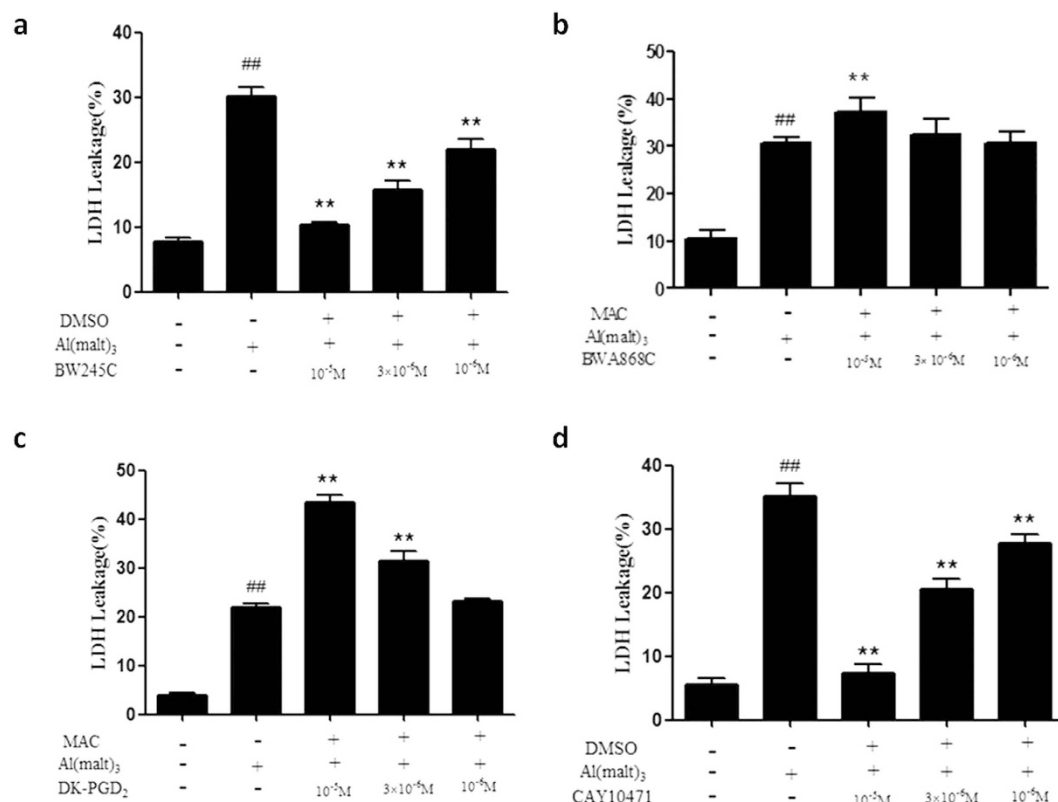 a
40
30
20
10
0
LDH Leakage(%)
##
**
**
**
DMSO - - + + +
Al(malt)₃ - + + + +
BW245C - - 10⁻⁵M 3×10⁻⁶M 10⁻⁶M
b
50
40
30
20
10
0
LDH Leakage(%)
##
**
MAC - - + + +
Al(malt)₃ - + + + +
BWA868C - - 10⁻⁵M 3×10⁻⁶M 10⁻⁶M
c
50
40
30
20
10
0
LDH Leakage(%)
##
**
**
MAC - - + + +
Al(malt)₃ - + + + +
DK-PGD₂ - - 10⁻⁵M 3×10⁻⁶M 10⁻⁶M
d
40
30
20
10
0
LDH Leakage(%)
##
**
**
**
DMSO - - + + +
Al(malt)₃ - + + + +
CAY10471 - - 10⁻⁵M 3×10⁻⁶M 10⁻⁶M